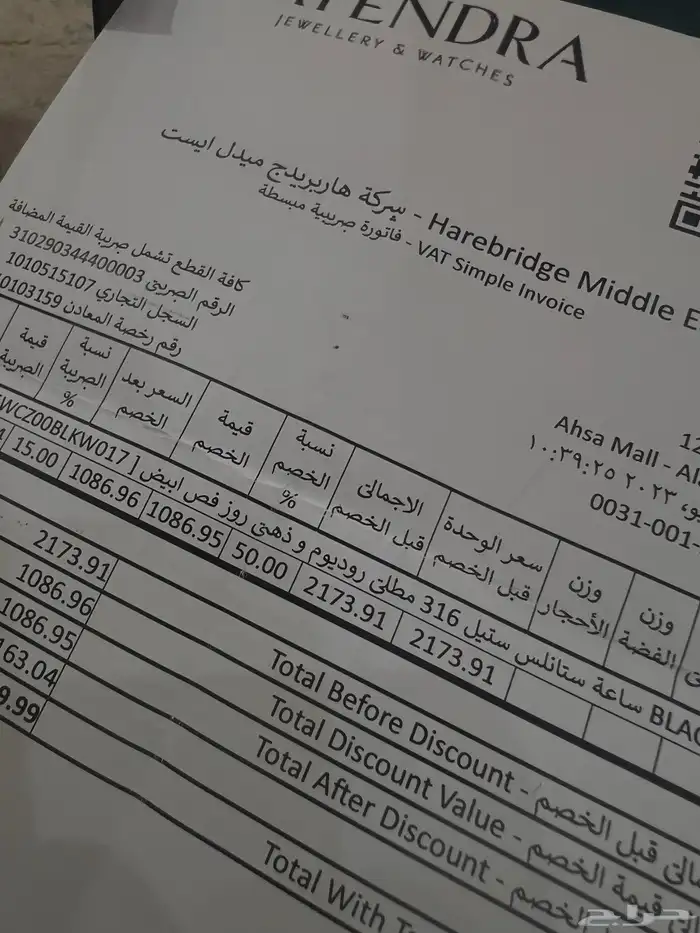 ENDRA
JEWELLERY & WATCHES
شركة هاربريدج ميدل ايست - Harebridge Middle E
فاتورة ضريبية مبسطة - VAT Simple Invoice
كافة القطع تشمل ضريبة القيمة المضافة
الرقم الضريبي 310290344400003
السجل التجاري 1010515107
رقم رخصة المعادن 0103159
Ahsa Mall - Al
٢٠٢٣ ١٠:٣٩:٢٥
0031-001-
وزن الفضة
وزن الأحجار
سعر الوحدة قبل الخصم
الاجمالي قبل الخصم
نسبة الخصم %
قيمة الخصم
السعر بعد الخصم
نسبة الضريبة %
قيمة الضريبة
BLAC ساعة ستانلس ستيل 316 مطلي روديوم و ذهبي روز فص ابيض [ WCZ00BLKW017
2173.91
2173.91
50.00
1086.95
1086.96
15.00
Total Before Discount - الي قبل الخصم
2173.91
Total Discount Value - قيمة الخصم
1086.96
Total After Discount - الخصم
1086.95
163.04
Total With T
9.99
حراج